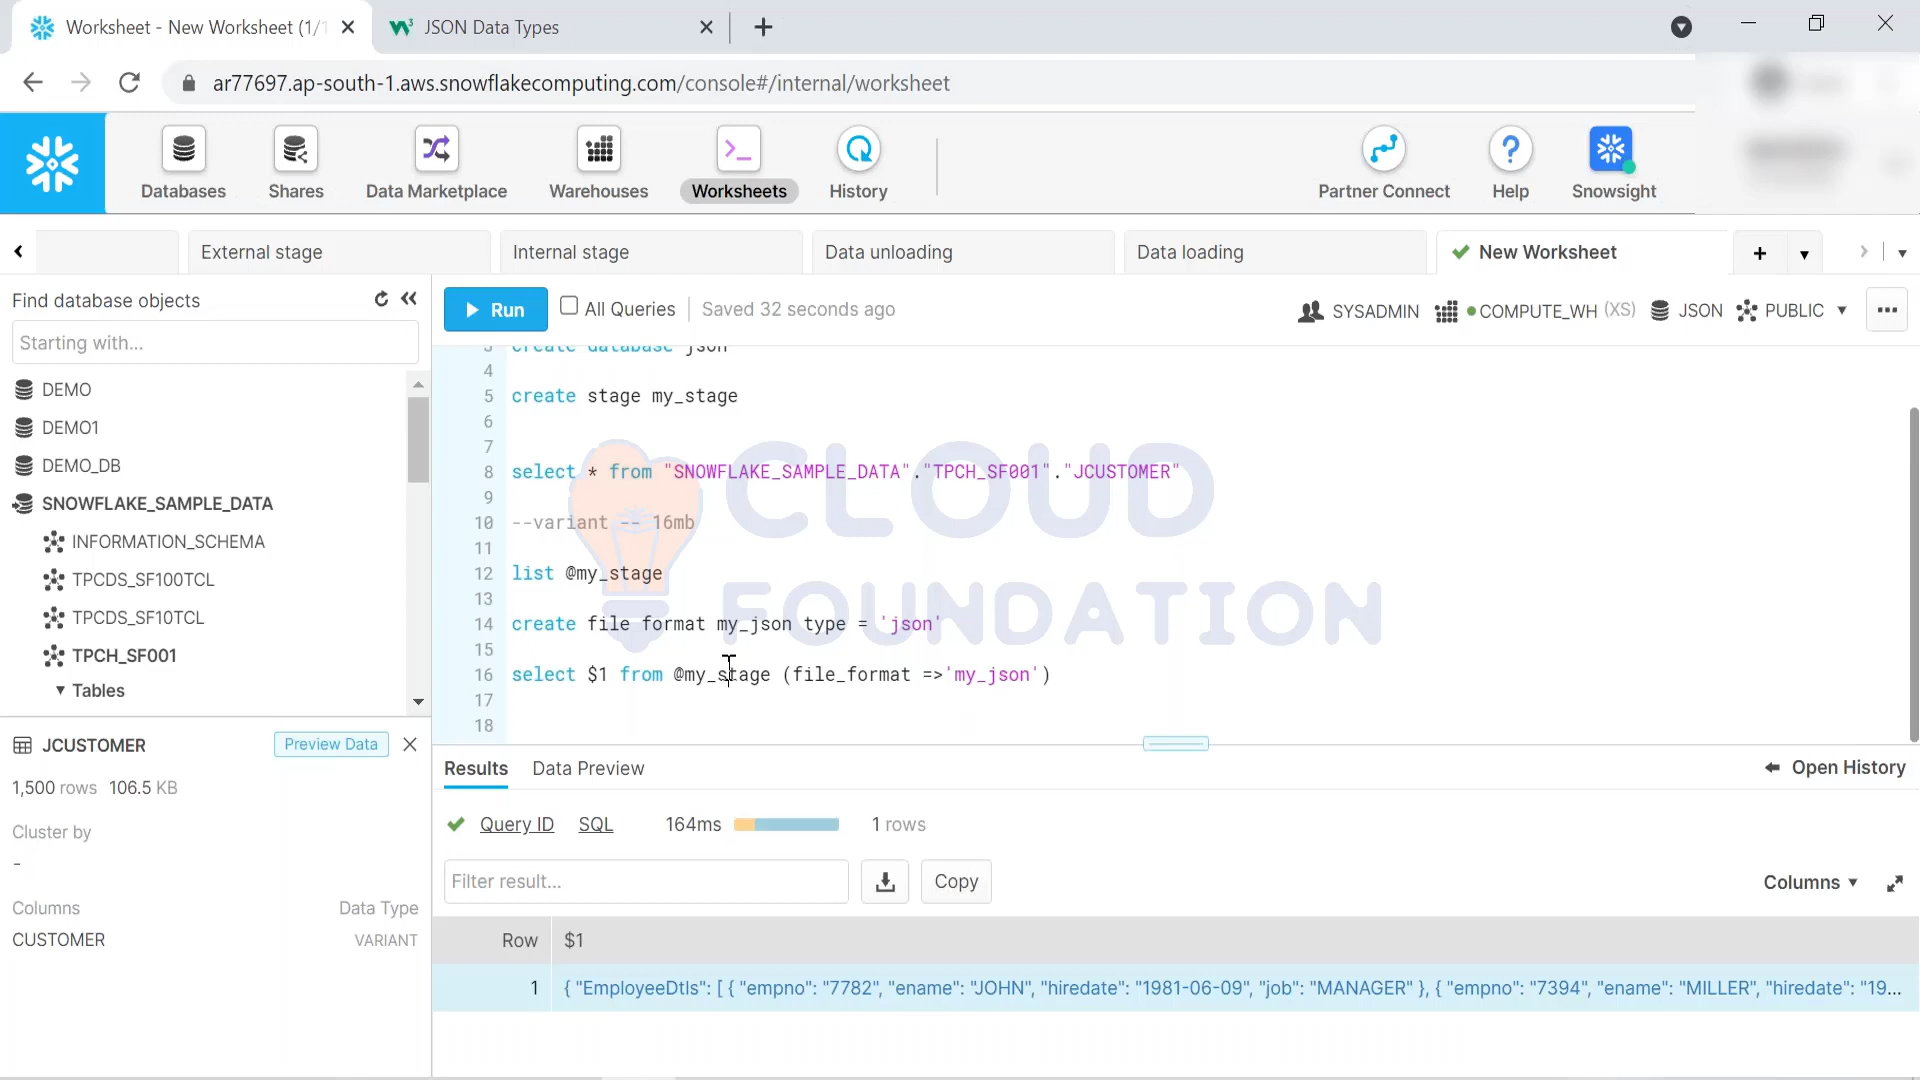 Worksheet - New Worksheet (1/1
JSON Data Types
ar77697.ap-south-1.aws.snowflakecomputing.com/console#/internal/worksheet
Databases
Shares
Data Marketplace
Warehouses
Worksheets
History
Partner Connect
Help
Snowsight
External stage
Internal stage
Data unloading
Data loading
New Worksheet
Find database objects
Starting with...
Run
All Queries
Saved 32 seconds ago
SYSADMIN
COMPUTE_WH (XS)
JSON
PUBLIC
DEMO
DEMO1
DEMO_DB
SNOWFLAKE_SAMPLE_DATA
INFORMATION_SCHEMA
TPCDS_SF100TCL
TPCDS_SF10TCL
TPCH_SF001
Tables
3 create database json
4
5 create stage my_stage
6
7
8 select * from "SNOWFLAKE_SAMPLE_DATA"."TPCH_SF001"."JCUSTOMER"
9
10 --variant -- 16mb
11
12 list @my_stage
13
14 create file format my_json type = 'json'
15
16 select $1 from @my_stage (file_format =>'my_json')
17
18
CLOUD
FOUNDATION
JCUSTOMER
Preview Data
1,500 rows 106.5 KB
Cluster by
-
Columns Data Type
CUSTOMER VARIANT
Results
Data Preview
Open History
Query ID
SQL
164ms
1 rows
Filter result...
Copy
Columns
Row $1
1 { "EmployeeDtls": [ { "empno": "7782", "ename": "JOHN", "hiredate": "1981-06-09", "job": "MANAGER" }, { "empno": "7394", "ename": "MILLER", "hiredate": "19...